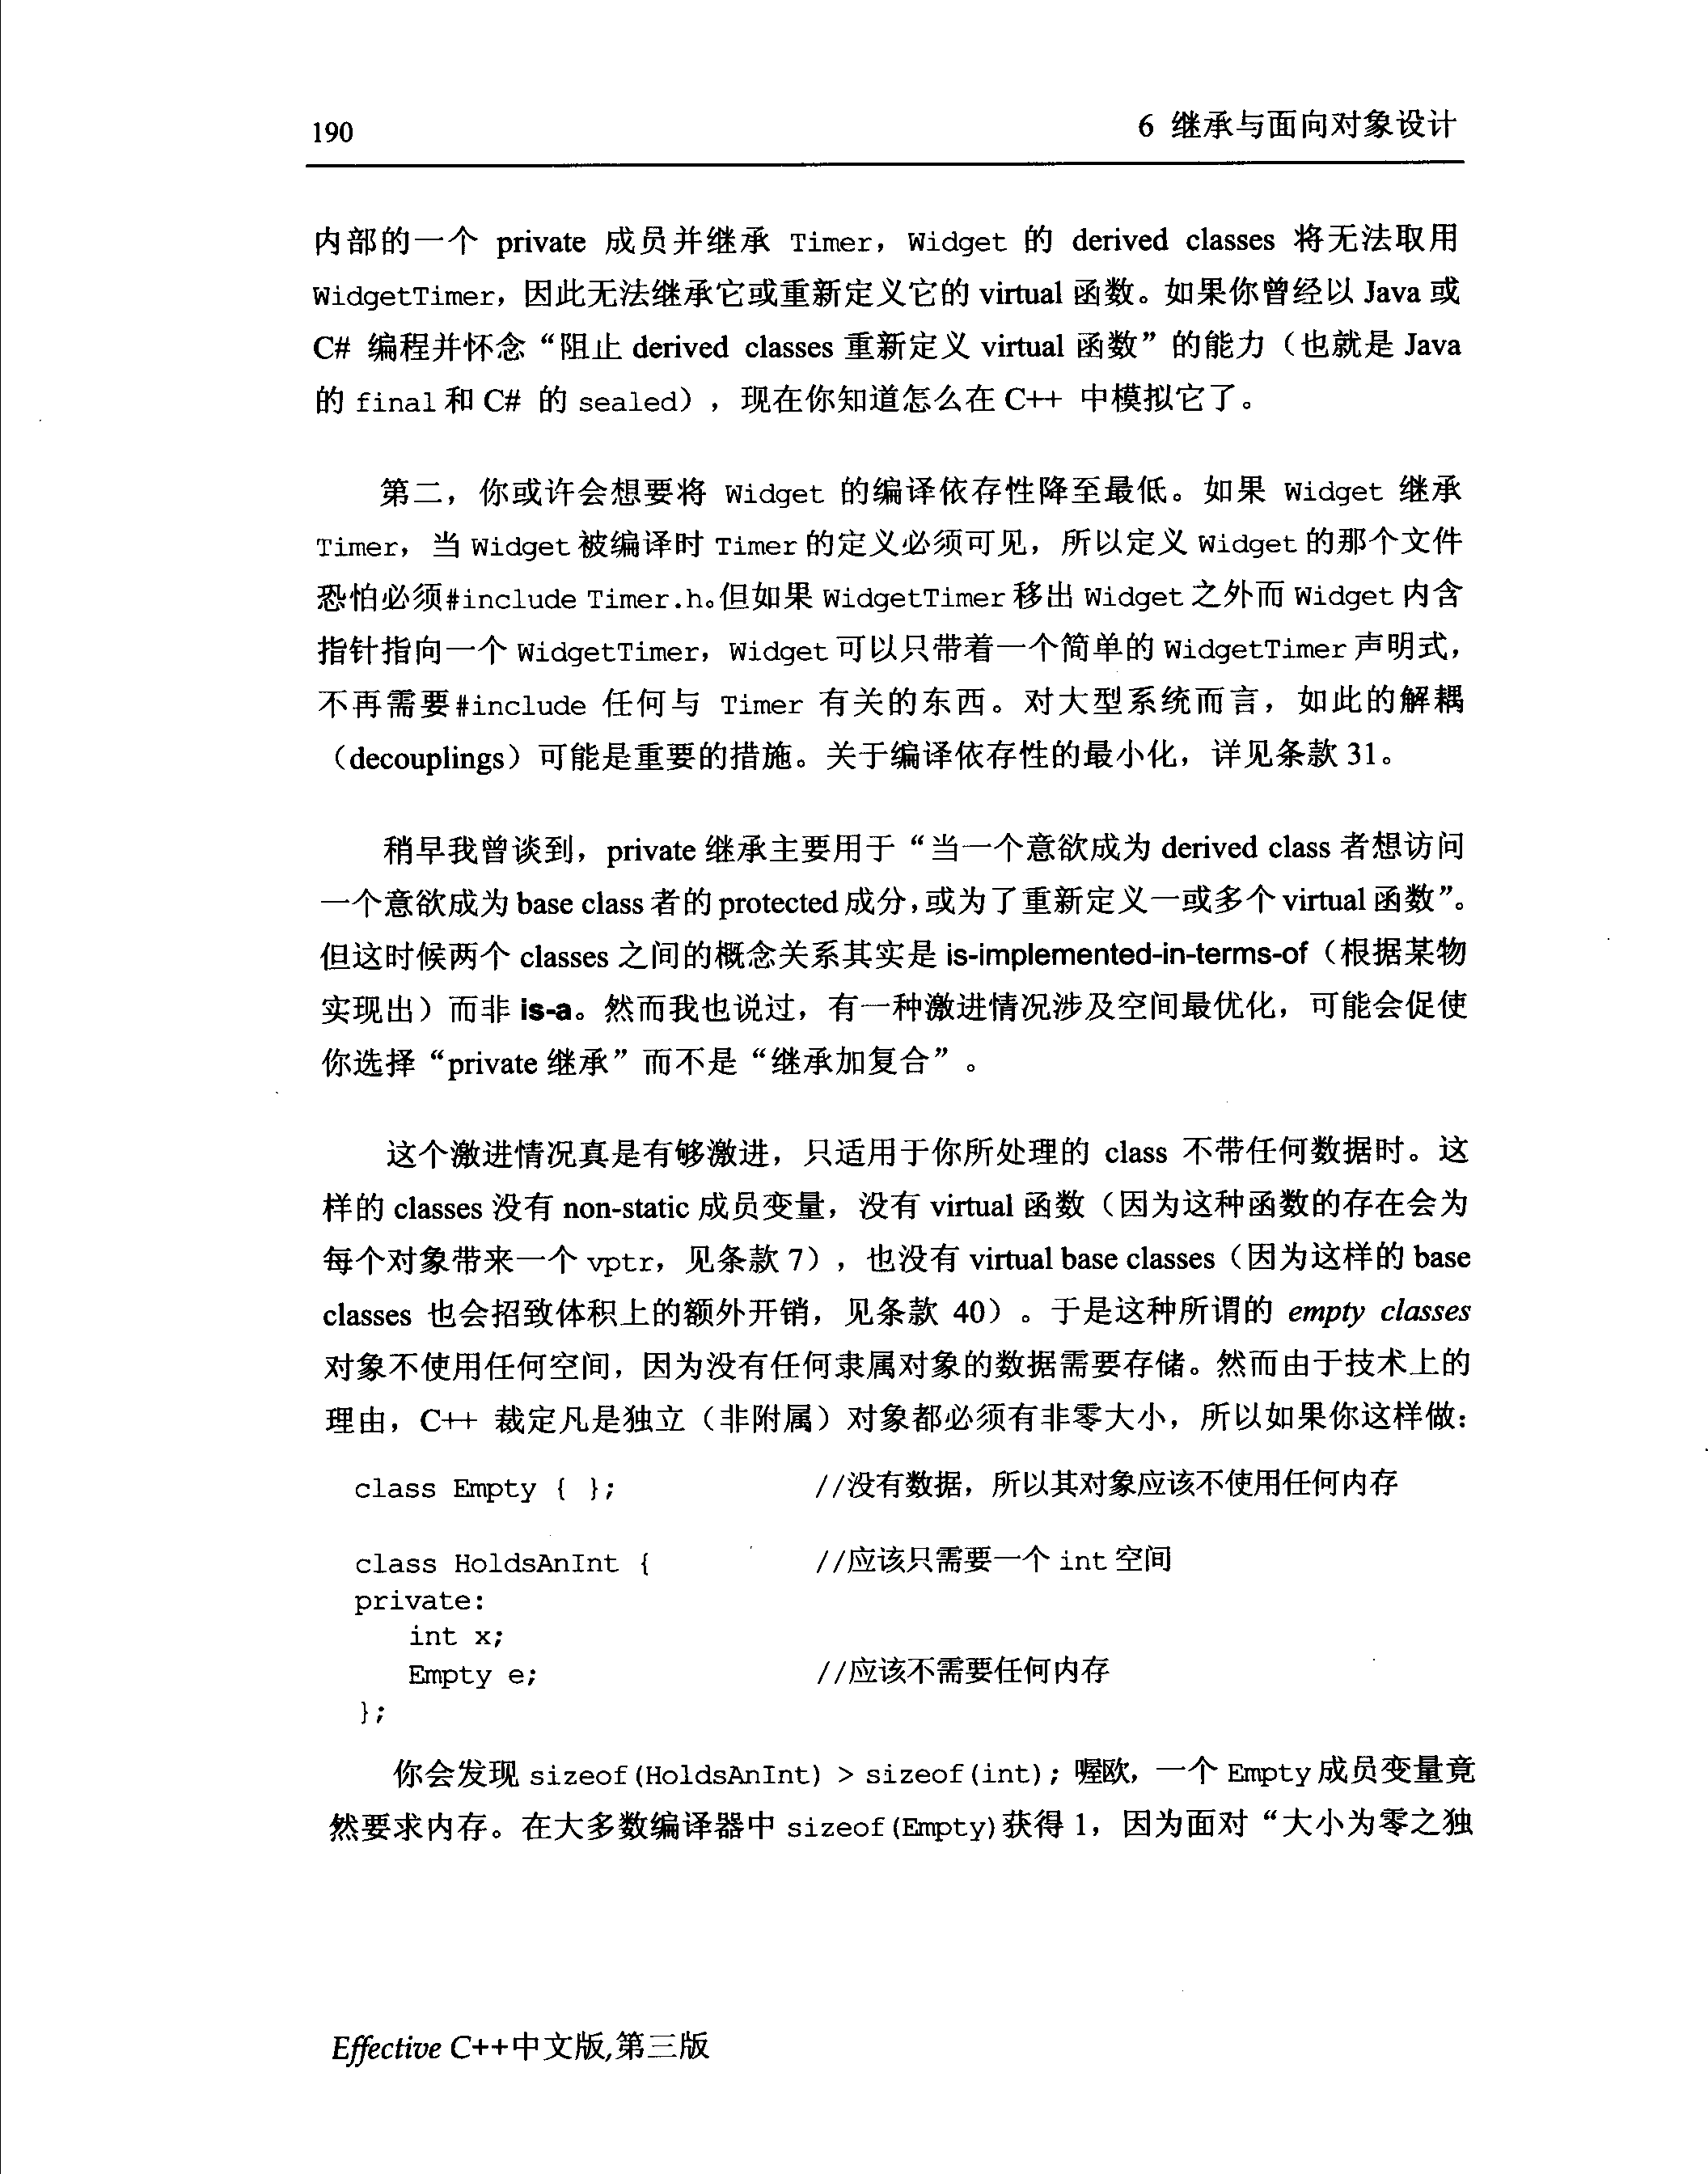 190
6 继承与面向对象设计
内部的一个 private 成员并继承 Timer，Widget 的 derived classes 将无法取用
WidgetTimer，因此无法继承它或重新定义它的 virtual 函数。如果你曾经以 Java 或
C# 编程并怀念“阻止 derived classes 重新定义 virtual 函数”的能力（也就是 Java
的 final 和 C# 的 sealed），现在你知道怎么在 C++ 中模拟它了。
第二，你或许会想要将 Widget 的编译依存性降至最低。如果 Widget 继承
Timer，当 Widget 被编译时 Timer 的定义必须可见，所以定义 Widget 的那个文件
恐怕必须#include Timer.h。但如果 WidgetTimer 移出 Widget 之外而 Widget 内含
指针指向一个 WidgetTimer，Widget 可以只带着一个简单的 WidgetTimer 声明式，
不再需要#include 任何与 Timer 有关的东西。对大型系统而言，如此的解耦
（decouplings）可能是重要的措施。关于编译依存性的最小化，详见条款 31。
稍早我曾谈到，private 继承主要用于“当一个意欲成为 derived class 者想访问
一个意欲成为 base class 者的 protected 成分，或为了重新定义一或多个 virtual 函数”。
但这时候两个 classes 之间的概念关系其实是 is-implemented-in-terms-of（根据某物
实现出）而非 is-a。然而我也说过，有一种激进情况涉及空间最优化，可能会促使
你选择“private 继承”而不是“继承加复合”。
这个激进情况真是有够激进，只适用于你所处理的 class 不带任何数据时。这
样的 classes 没有 non-static 成员变量，没有 virtual 函数（因为这种函数的存在会为
每个对象带来一个 vptr，见条款 7），也没有 virtual base classes（因为这样的 base
classes 也会招致体积上的额外开销，见条款 40）。于是这种所谓的 empty classes
对象不使用任何空间，因为没有任何隶属对象的数据需要存储。然而由于技术上的
理由，C++ 裁定凡是独立（非附属）对象都必须有非零大小，所以如果你这样做：
class Empty { }; //没有数据，所以其对象应该不使用任何内存
class HoldsAnInt { //应该只需要一个 int 空间
private:
int x;
Empty e; //应该不需要任何内存
};
你会发现 sizeof(HoldsAnInt) > sizeof(int)；喔欧，一个 Empty 成员变量竟
然要求内存。在大多数编译器中 sizeof(Empty)获得 1，因为面对“大小为零之独
Effective C++中文版,第三版